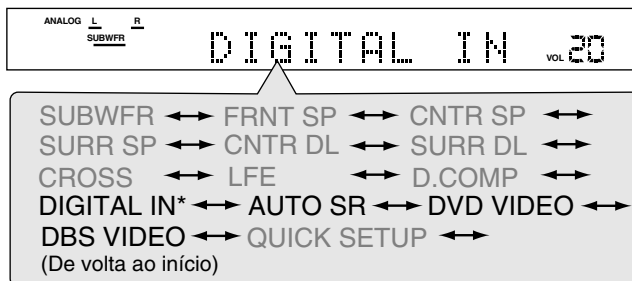 ANALOG L R
SUBWFR
DIGITAL IN VOL 20
SUBWFR ↔ FRNT SP ↔ CNTR SP ↔
SURR SP ↔ CNTR DL ↔ SURR DL ↔
CROSS ↔ LFE ↔ D.COMP ↔
DIGITAL IN* ↔ AUTO SR ↔ DVD VIDEO ↔
DBS VIDEO ↔ QUICK SETUP ↔
(De volta ao início)